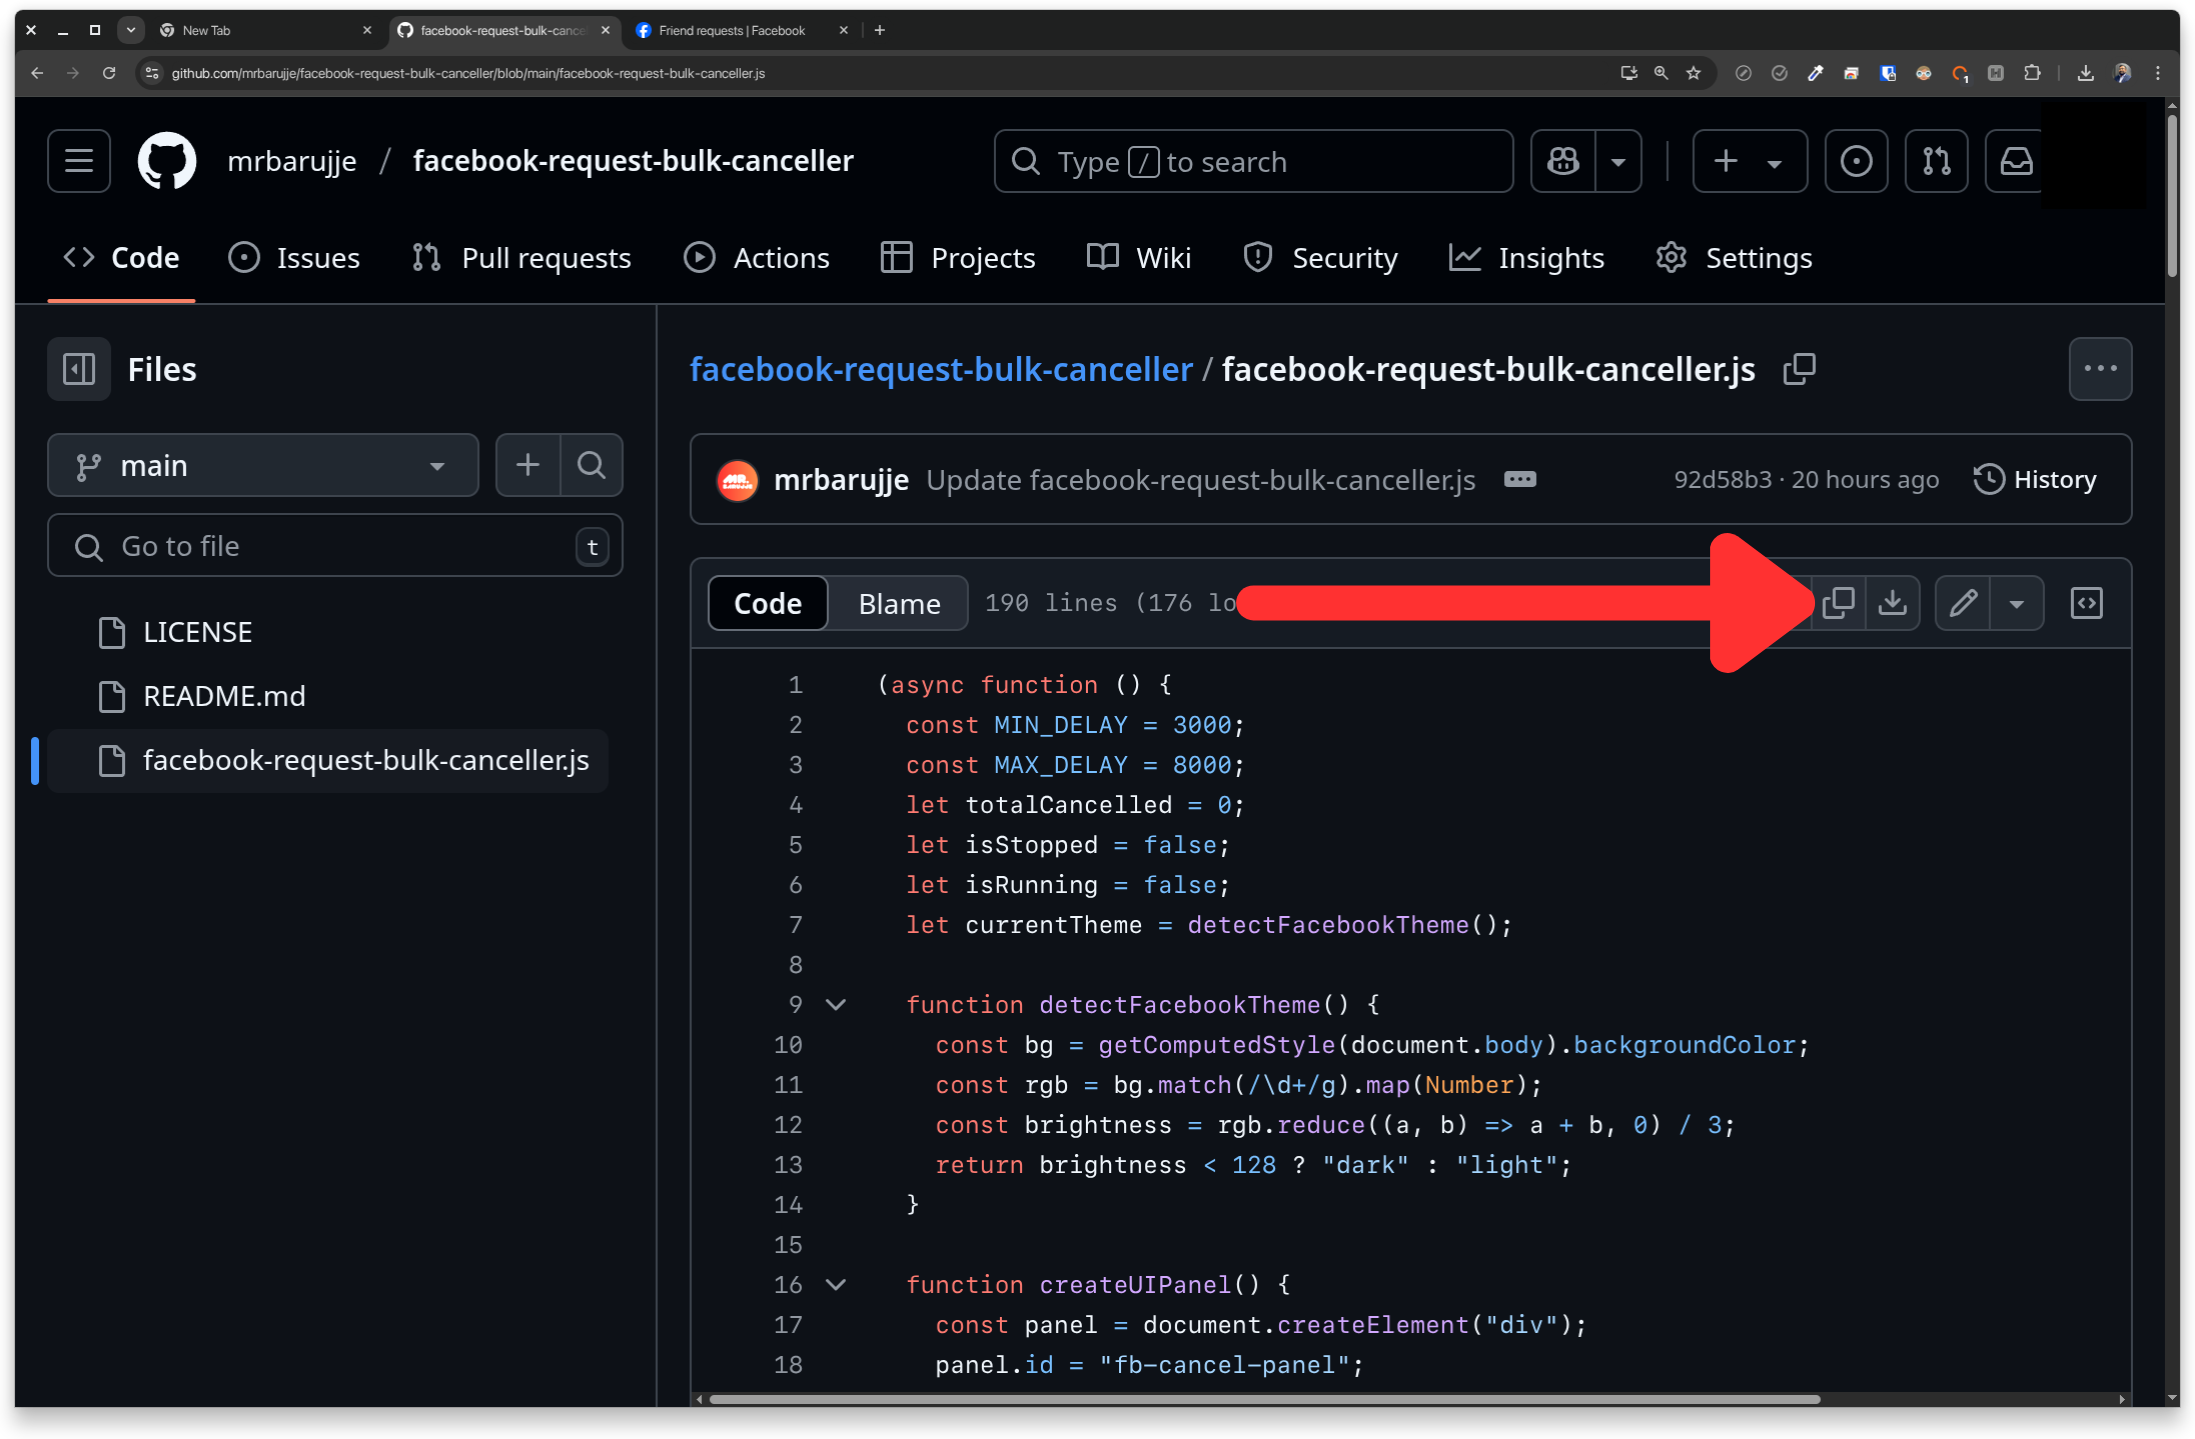 New Tab
facebook-request-bulk-cance
Friend requests | Facebook
github.com/mrbarujje/facebook-request-bulk-canceller/blob/main/facebook-request-bulk-canceller.js
1
mrbarujje / facebook-request-bulk-canceller
Type / to search
Code
Issues
Pull requests
Actions
Projects
Wiki
Security
Insights
Settings
Files
main
Go to file
t
LICENSE
README.md
facebook-request-bulk-canceller.js
facebook-request-bulk-canceller / facebook-request-bulk-canceller.js
mrbarujje Update facebook-request-bulk-canceller.js
92d58b3 · 20 hours ago
History
Code
Blame
190 lines (176 lo
1 (async function () {
2 const MIN_DELAY = 3000;
3 const MAX_DELAY = 8000;
4 let totalCancelled = 0;
5 let isStopped = false;
6 let isRunning = false;
7 let currentTheme = detectFacebookTheme();
8
9 function detectFacebookTheme() {
10 const bg = getComputedStyle(document.body).backgroundColor;
11 const rgb = bg.match(/\d+/g).map(Number);
12 const brightness = rgb.reduce((a, b) => a + b, 0) / 3;
13 return brightness < 128 ? "dark" : "light";
14 }
15
16 function createUIPanel() {
17 const panel = document.createElement("div");
18 panel.id = "fb-cancel-panel";